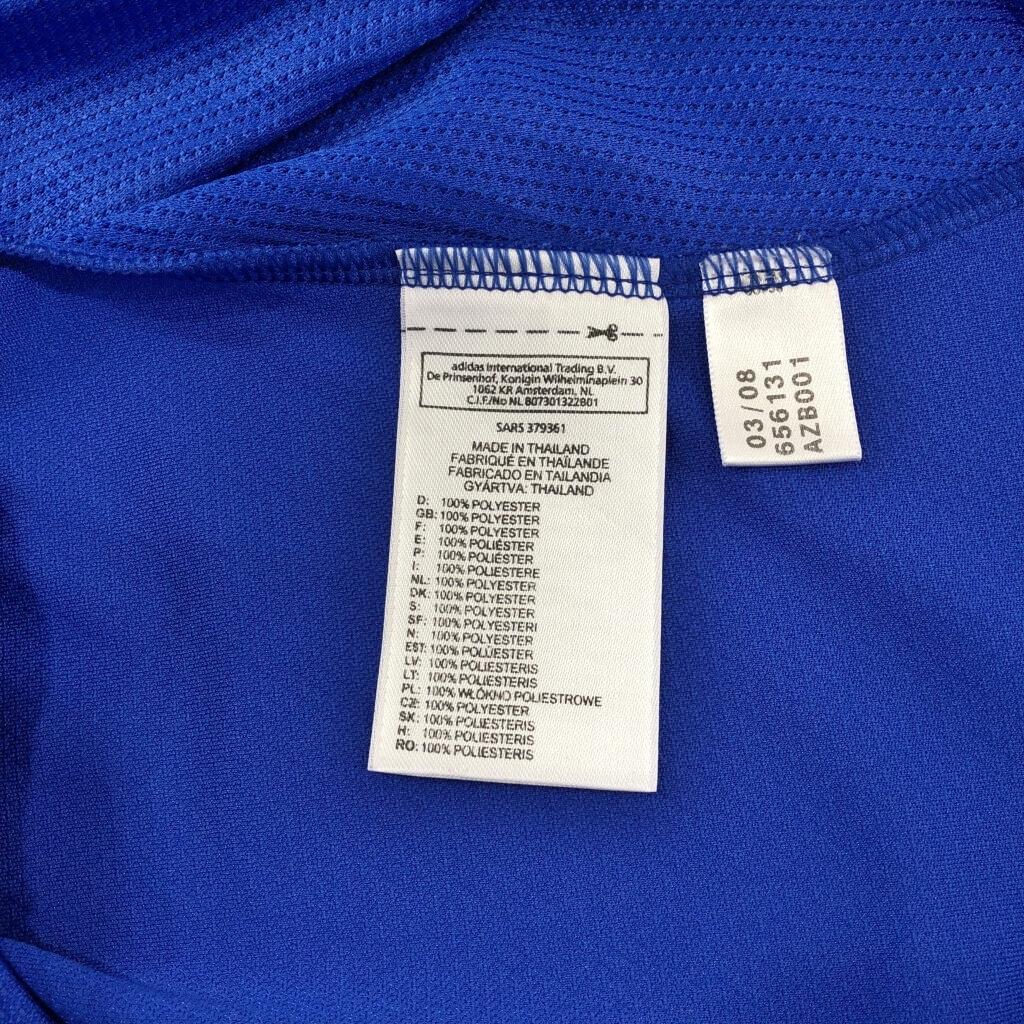 adidas International Trading B.V.
De Prinsenhof, Konigin Wilhelminaplein 30
1062 KR Amsterdam, NL
C.I.F./No NL 807301322B01
SARS 379361
MADE IN THAILAND
FABRIQUÉ EN THAÏLANDE
FABRICADO EN TAILANDIA
GYÁRTVA: THAILAND
D: 100% POLYESTER
GB: 100% POLYESTER
F: 100% POLYESTER
E: 100% POLIÉSTER
P: 100% POLIÉSTER
I: 100% POLIESTERE
NL: 100% POLYESTER
DK: 100% POLYESTER
S: 100% POLYESTER
SF: 100% POLYESTERI
N: 100% POLYESTER
EST: 100% POLÜESTER
LV: 100% POLIESTERIS
LT: 100% POLIESTERIS
PL: 100% WŁÓKNO POLIESTROWE
CZ: 100% POLYESTER
SK: 100% POLIESTERIS
H: 100% POLIESTERIS
RO: 100% POLIESTERIS
03/08
656131
AZB001